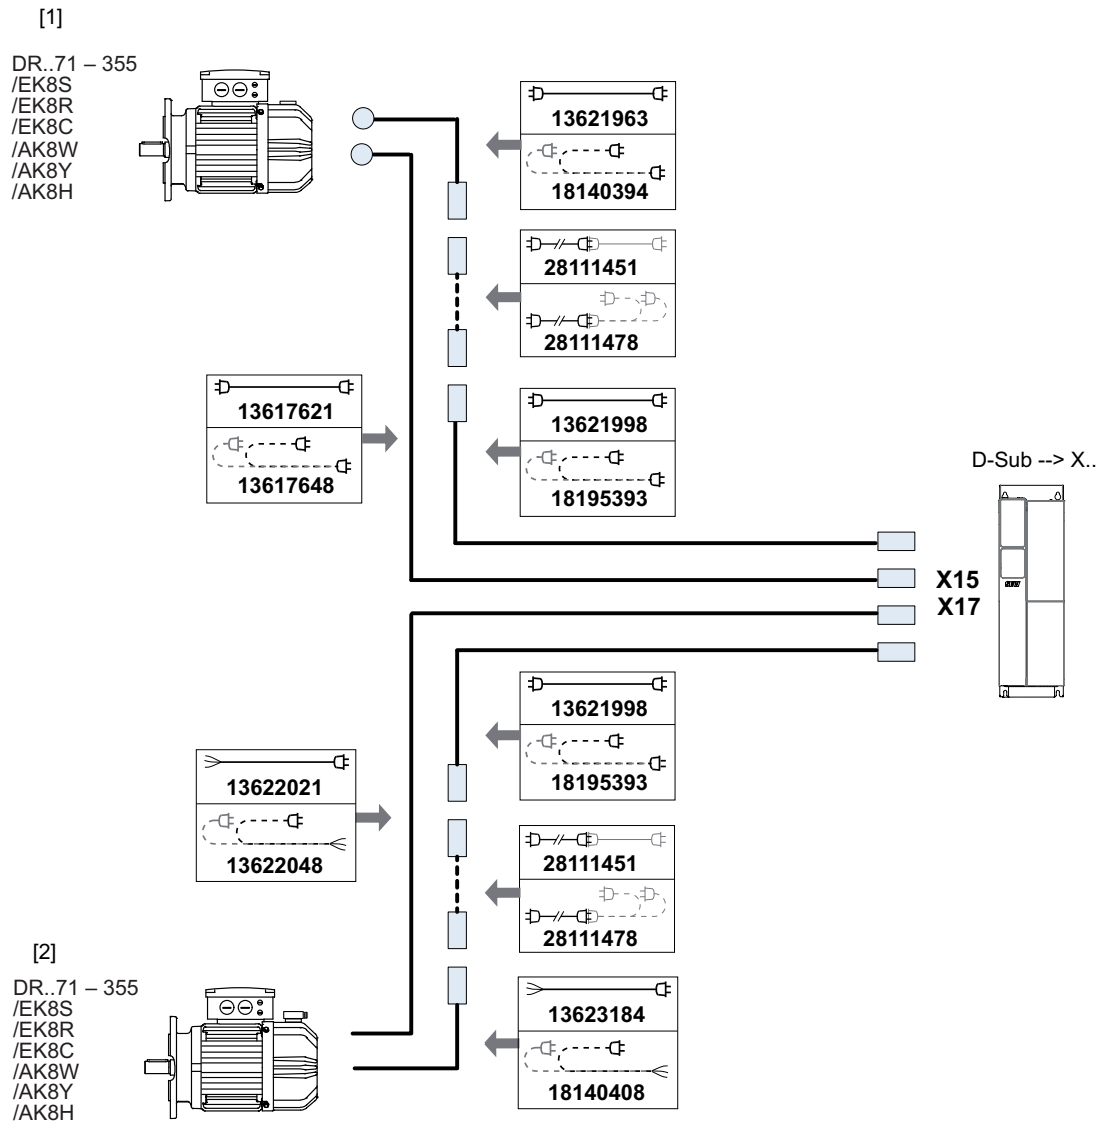 [1]
DR..71 – 355
/EK8S
/EK8R
/EK8C
/AK8W
/AK8Y
/AK8H
13621963
18140394
28111451
28111478
13617621
13617648
13621998
18195393
D-Sub --> X..
SEW
X15
X17
13621998
18195393
13622021
13622048
28111451
28111478
[2]
DR..71 – 355
/EK8S
/EK8R
/EK8C
/AK8W
/AK8Y
/AK8H
13623184
18140408